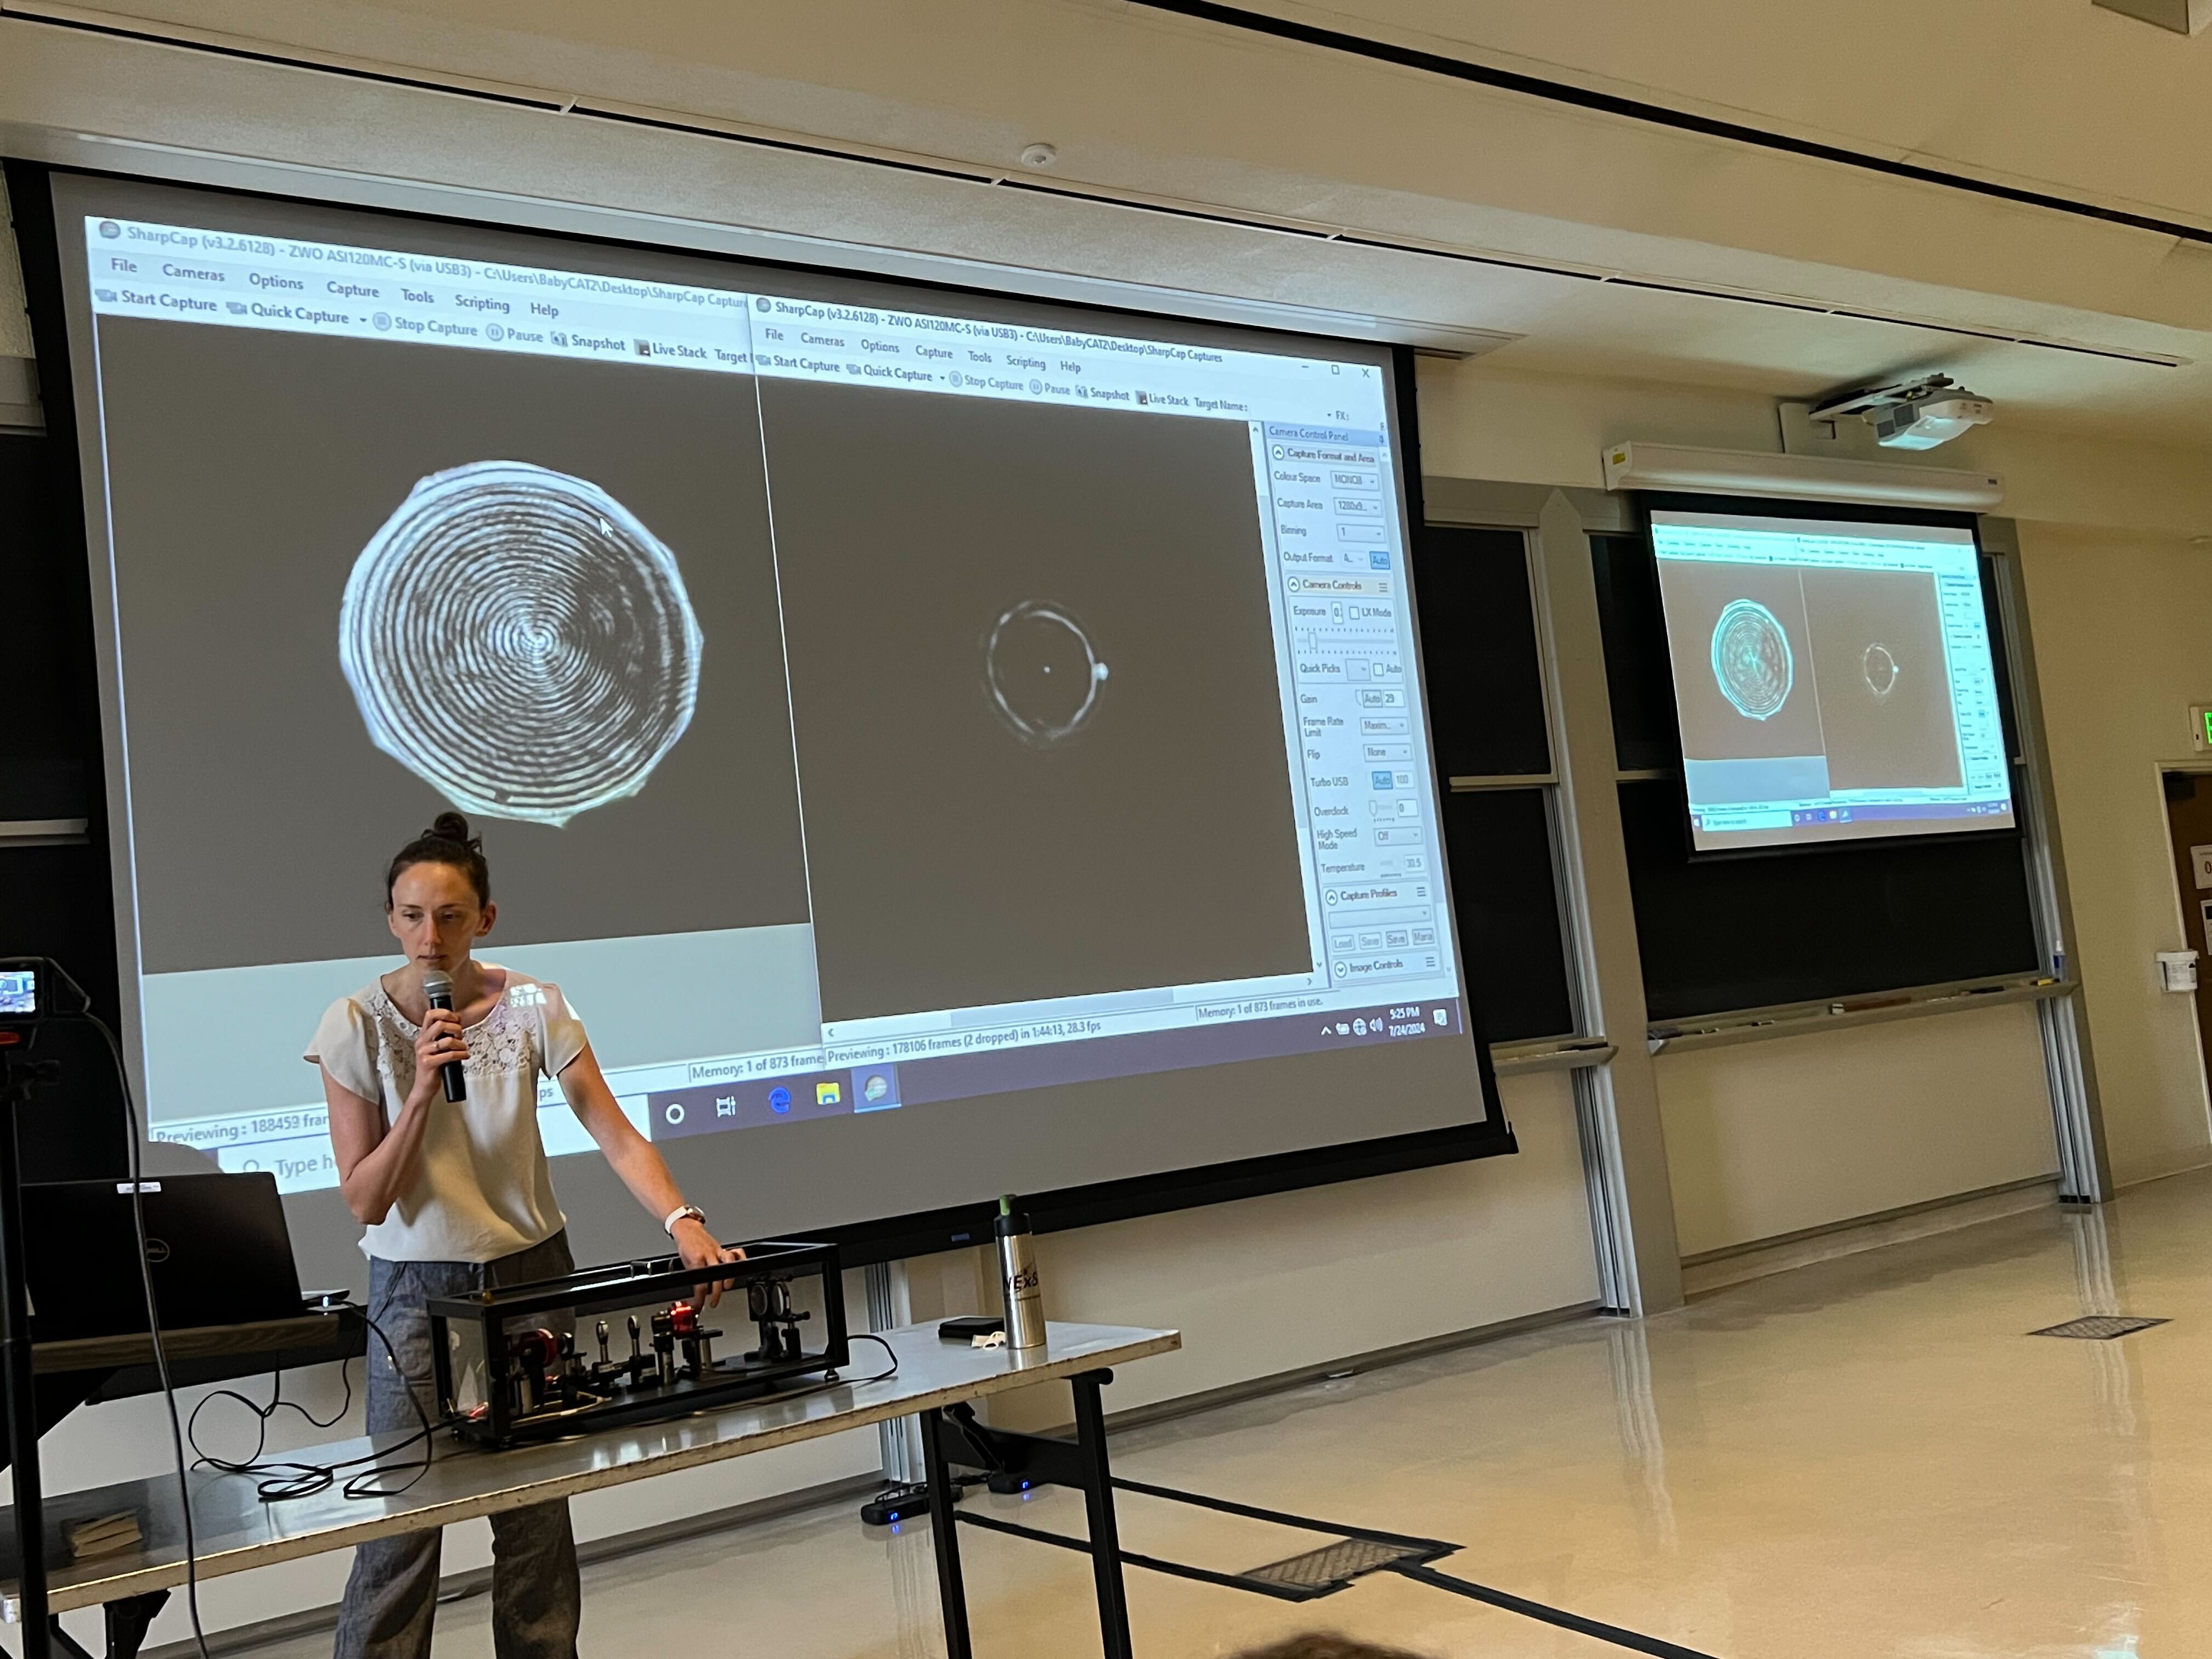 SharpCap (v3.2.6128) - ZWO ASI120MC-S (via USB3) - C:\Users\BabyCAT2\Desktop\SharpCap Captur
File Cameras Options Capture Tools Scripting Help
Start Capture Quick Capture Stop Capture Pause Snapshot Live Stack Target
SharpCap (v3.2.6128) - ZWO ASI120MC-S (via USB3) - C:\Users\BabyCAT2\Desktop\SharpCap Captures
File Cameras Options Capture Tools Scripting Help
Start Capture Quick Capture Stop Capture Pause Snapshot Live Stack Target Name:
FX:
Camera Control Panel
Capture Format and Area
Colour Space MONO8
Capture Area 1280x9...
Binning 1
Output Format A... Auto
Camera Controls
Exposure 0. LX Mode
Quick Picks Auto
Gain Auto 29
Frame Rate Limit Maxim...
Flip None
Turbo USB Auto 100
Overclock 0
High Speed Mode Off
Temperature
Capture Profiles
Load Save Save Mana
Image Controls
Memory: 1 of 873 frames in use.
Previewing : 178106 frames (2 dropped) in 1:44:13, 28.3 fps
Memory: 1 of 873 frame
ps
Previewing : 188453 frar
Type h
5:25 PM
7/24/2024
DELL